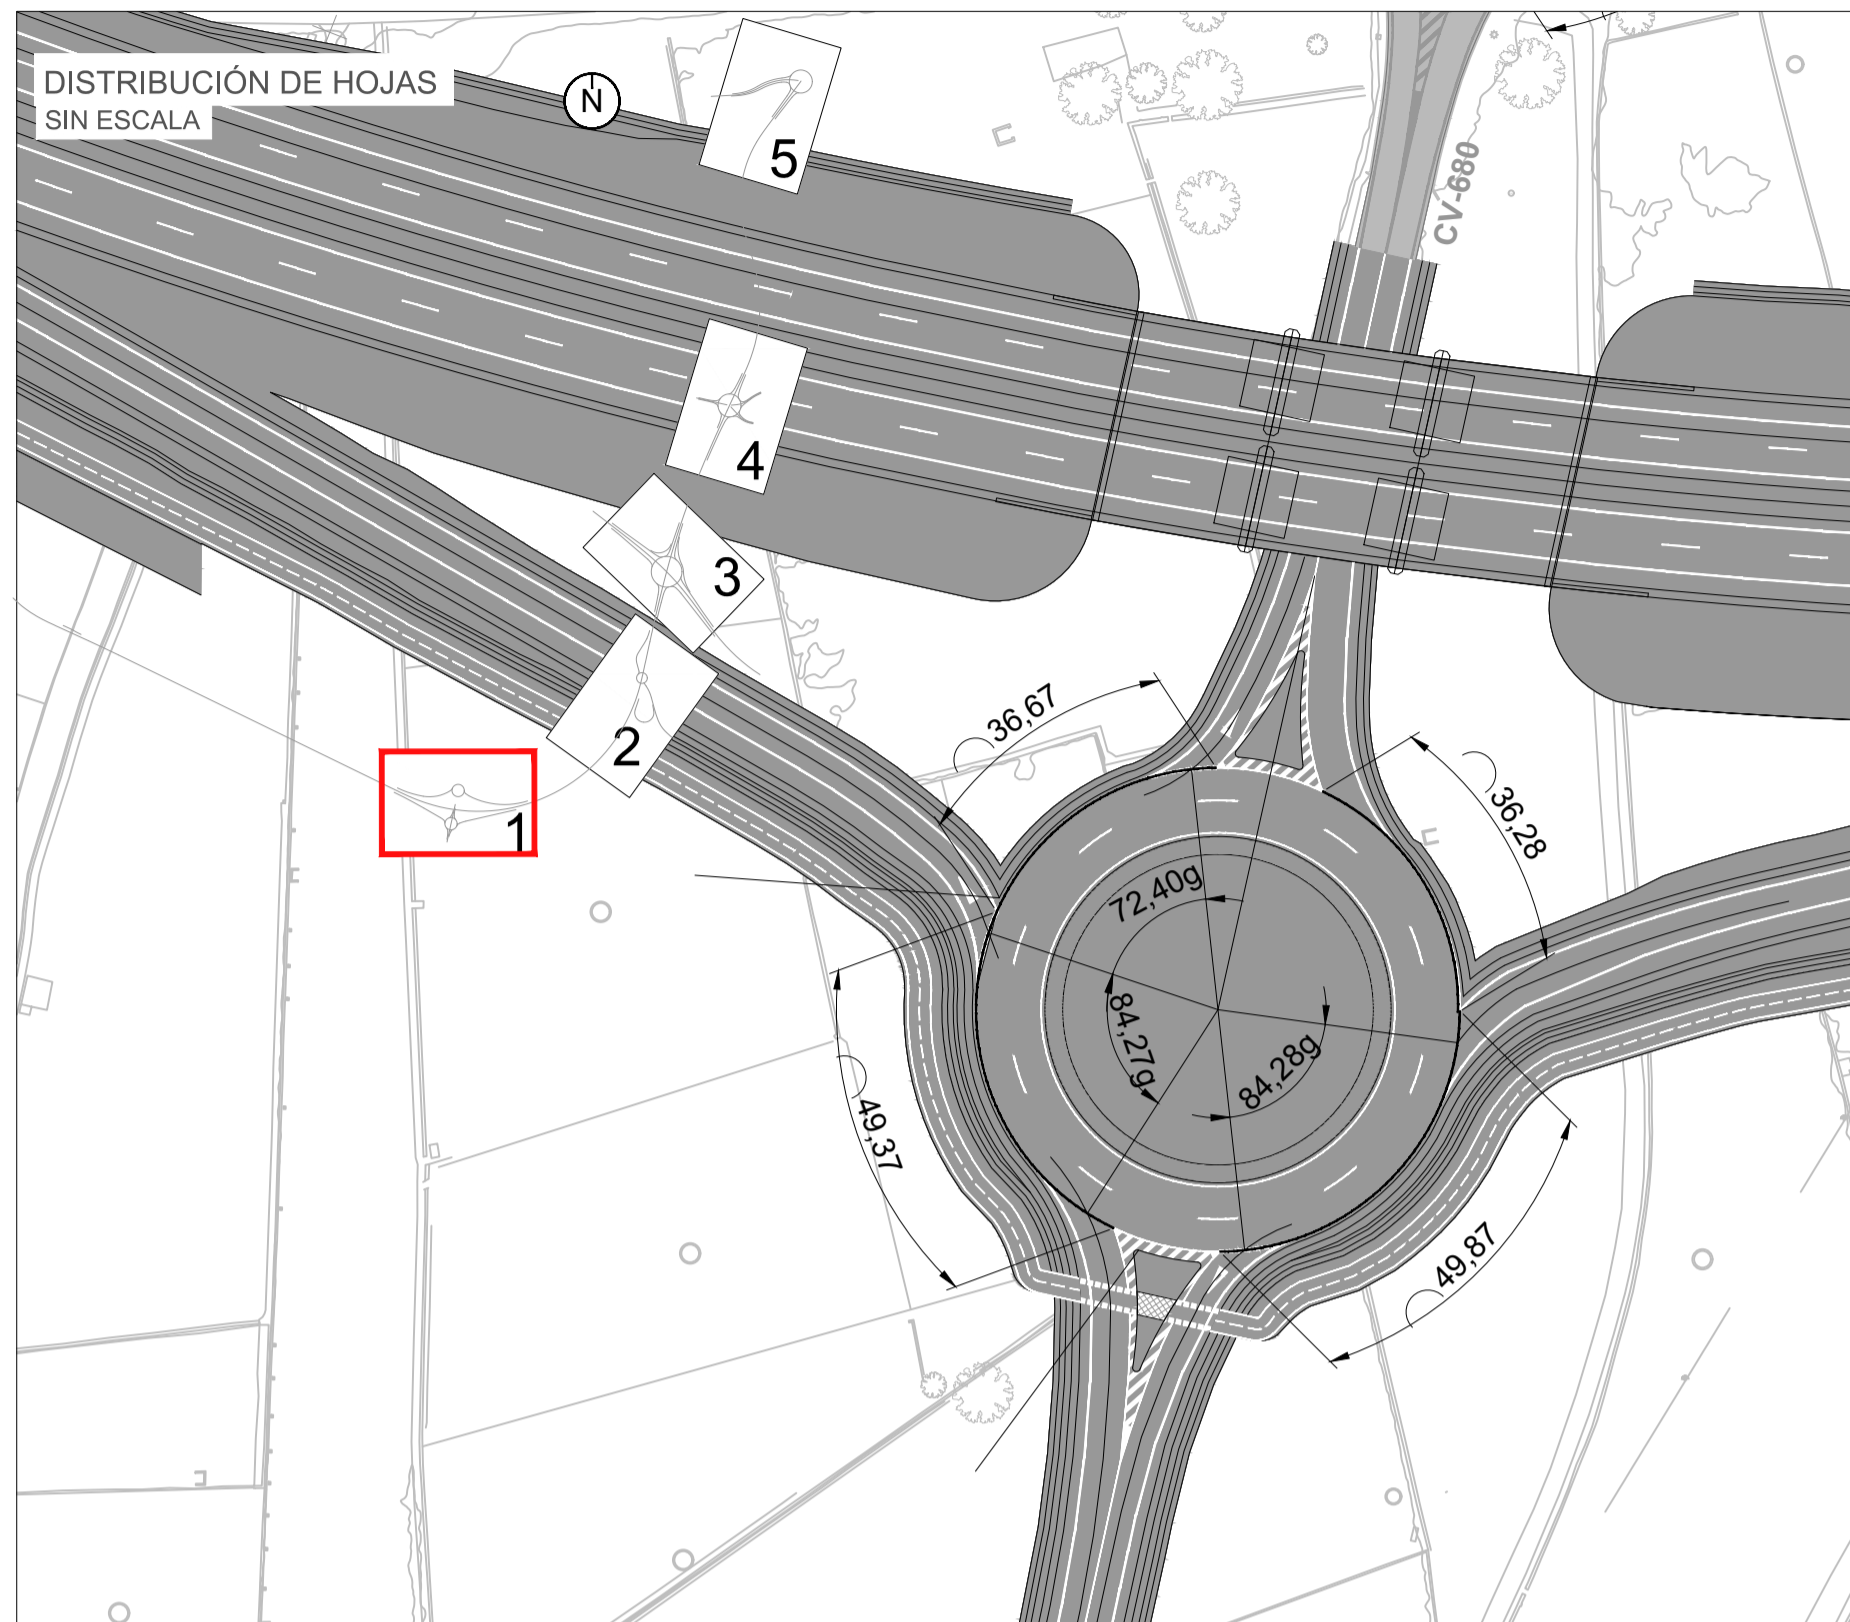 DISTRIBUCIÓN DE HOJAS
SIN ESCALA
N
5
CV-680
4
3
2
1
36,67
36,28
72,40g
84,27g
84,28g
49,37
49,87